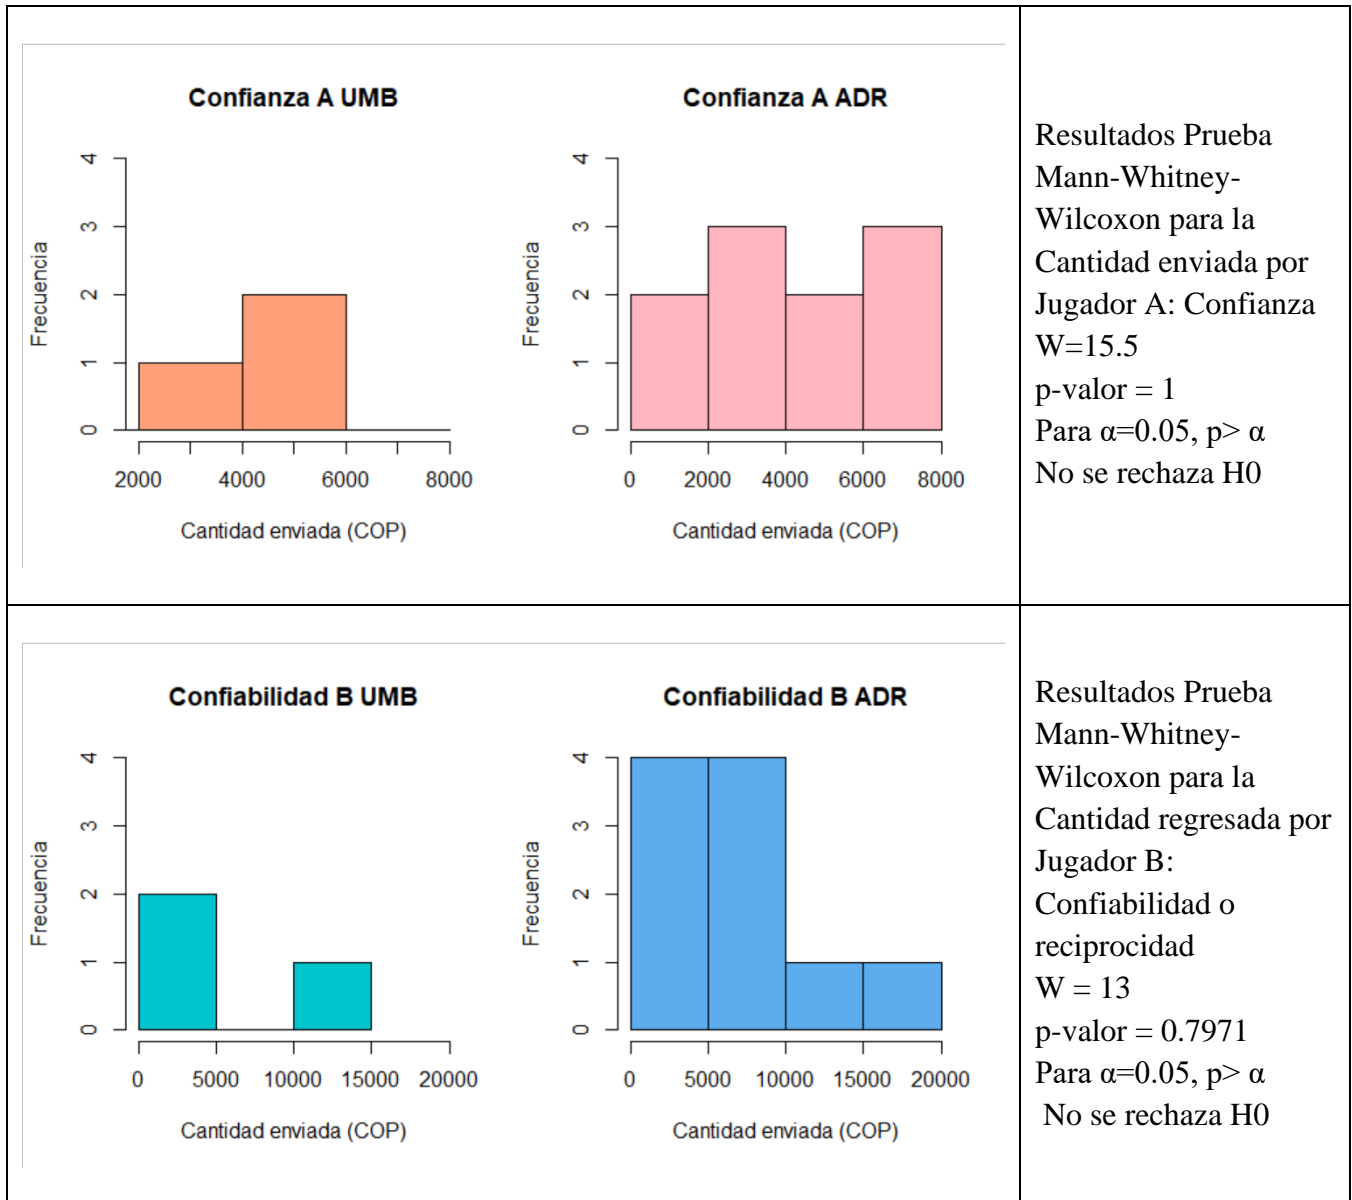 Confianza A UMB
Frecuencia
4
3
2
1
0
2000 4000 6000 8000
Cantidad enviada (COP)
Confianza A ADR
Frecuencia
4
3
2
1
0
0 2000 4000 6000 8000
Cantidad enviada (COP)
Resultados Prueba
Mann-Whitney-
Wilcoxon para la
Cantidad enviada por
Jugador A: Confianza
W=15.5
p-valor = 1
Para α=0.05, p> α
No se rechaza H0
Confiabilidad B UMB
Frecuencia
4
3
2
1
0
0 5000 10000 15000 20000
Cantidad enviada (COP)
Confiabilidad B ADR
Frecuencia
4
3
2
1
0
0 5000 10000 15000 20000
Cantidad enviada (COP)
Resultados Prueba
Mann-Whitney-
Wilcoxon para la
Cantidad regresada por
Jugador B:
Confiabilidad o
reciprocidad
W = 13
p-valor = 0.7971
Para α=0.05, p> α
No se rechaza H0